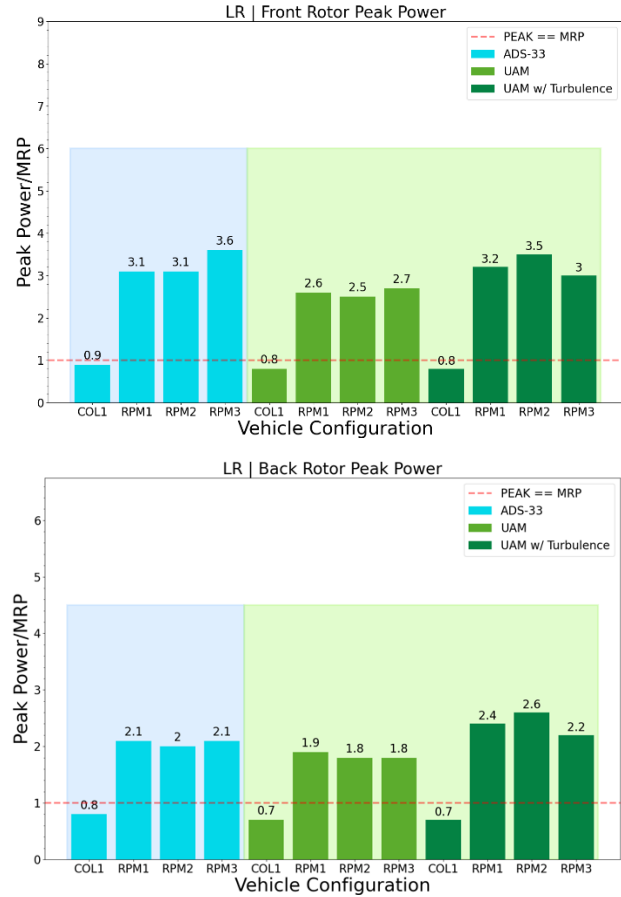 LR | Front Rotor Peak Power
PEAK == MRP
ADS-33
UAM
UAM w/ Turbulence
Peak Power/MRP
9
8
7
6
5
4
3
2
1
0
0.9
3.1
3.1
3.6
0.8
2.6
2.5
2.7
0.8
3.2
3.5
3
COL1 RPM1 RPM2 RPM3 COL1 RPM1 RPM2 RPM3 COL1 RPM1 RPM2 RPM3
Vehicle Configuration
LR | Back Rotor Peak Power
PEAK == MRP
ADS-33
UAM
UAM w/ Turbulence
Peak Power/MRP
6
5
4
3
2
1
0
0.8
2.1
2
2.1
0.7
1.9
1.8
1.8
0.7
2.4
2.6
2.2
COL1 RPM1 RPM2 RPM3 COL1 RPM1 RPM2 RPM3 COL1 RPM1 RPM2 RPM3
Vehicle Configuration